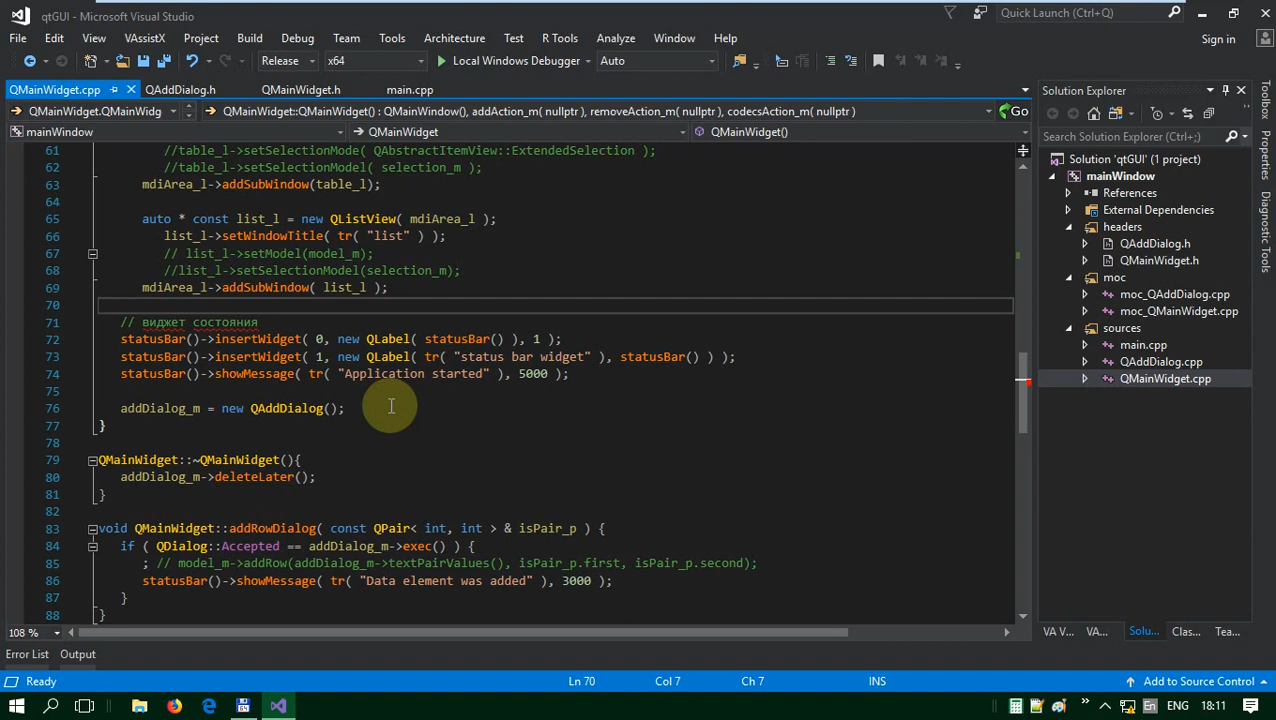 qtGUI - Microsoft Visual Studio
Quick Launch (Ctrl+Q)
File Edit View VAssistX Project Build Debug Team Tools Architecture Test R Tools Analyze Window Help
Sign in
Release x64 Local Windows Debugger Auto
QMainWidget.cpp QAddDialog.h QMainWidget.h main.cpp
QMainWidget.QMainWidg QMainWidget::QMainWidget() : QMainWindow(), addAction_m( nullptr ), removeAction_m( nullptr ), codecsAction_m( nullptr ) Go
mainWindow QMainWidget QMainWidget()
61 //table_l->setSelectionMode( QAbstractItemView::ExtendedSelection );
62 //table_l->setSelectionModel( selection_m );
63 mdiArea_l->addSubWindow(table_l);
64
65 auto * const list_l = new QListView( mdiArea_l );
66 list_l->setWindowTitle( tr( "list" ) );
67 // list_l->setModel(model_m);
68 //list_l->setSelectionModel(selection_m);
69 mdiArea_l->addSubWindow( list_l );
70
71 // виджет состояния
72 statusBar()->insertWidget( 0, new QLabel( statusBar() ), 1 );
73 statusBar()->insertWidget( 1, new QLabel( tr( "status bar widget" ), statusBar() ) );
74 statusBar()->showMessage( tr( "Application started" ), 5000 );
75
76 addDialog_m = new QAddDialog();
77 }
78
79 QMainWidget::~QMainWidget(){
80 addDialog_m->deleteLater();
81 }
82
83 void QMainWidget::addRowDialog( const QPair< int, int > & isPair_p ) {
84 if ( QDialog::Accepted == addDialog_m->exec() ) {
85 ; // model_m->addRow(addDialog_m->textPairValues(), isPair_p.first, isPair_p.second);
86 statusBar()->showMessage( tr( "Data element was added" ), 3000 );
87 }
88 }
108 %
Solution Explorer
Search Solution Explorer (Ctrl+;)
Solution 'qtGUI' (1 project)
mainWindow
References
External Dependencies
headers
QAddDialog.h
QMainWidget.h
moc
moc_QAddDialog.cpp
moc_QMainWidget.cpp
sources
main.cpp
QAddDialog.cpp
QMainWidget.cpp
VA V... VA... Solu... Clas... Tea...
Properties
Diagnostic Tools
Error List Output
Ready Ln 70 Col 7 Ch 7 INS Add to Source Control
64 En ENG 18:11